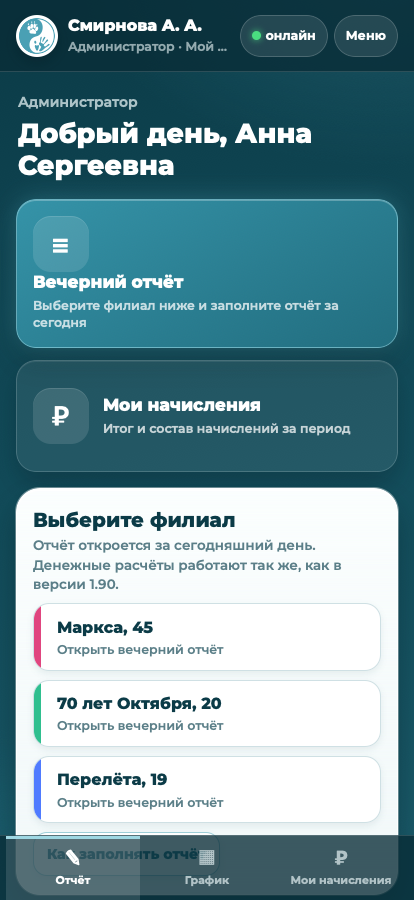 Смирнова А. А.
Администратор · Мой ...
онлайн
Меню
Администратор
Добрый день, Анна
Сергеевна
≡
Вечерний отчёт
Выберите филиал ниже и заполните отчёт за
сегодня
₽
Мои начисления
Итог и состав начислений за период
Выберите филиал
Отчёт откроется за сегодняшний день.
Денежные расчёты работают так же, как в
версии 1.90.
Маркса, 45
Открыть вечерний отчёт
70 лет Октября, 20
Открыть вечерний отчёт
Перелёта, 19
Открыть вечерний отчёт
Как заполнять отчё
₽
Отчёт
График
Мои начисления